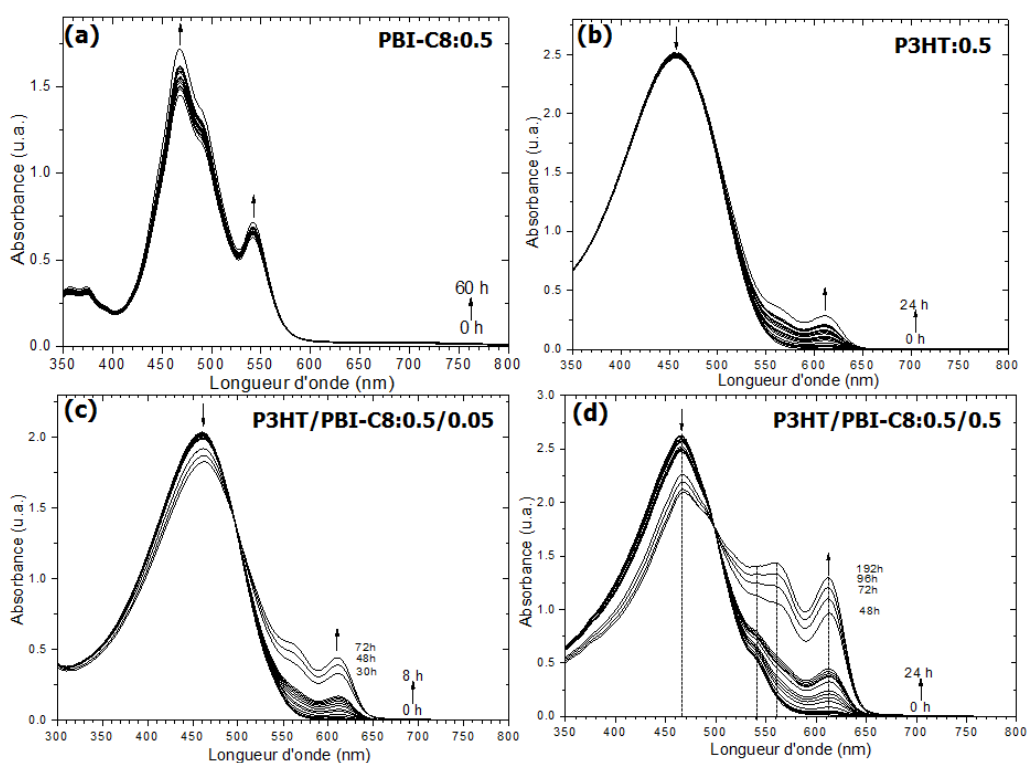 (a)
PBI-C8:0.5
Absorbance (u.a.)
1.5
1.0
0.5
0.0
60 h
0 h
350 400 450 500 550 600 650 700 750 800
Longueur d'onde (nm)
(b)
P3HT:0.5
Absorbance (u.a.)
2.5
2.0
1.5
1.0
0.5
0.0
24 h
0 h
350 400 450 500 550 600 650 700 750 800
Longueur d'onde (nm)
(c)
P3HT/PBI-C8:0.5/0.05
Absorbance (u.a.)
2.0
1.5
1.0
0.5
0.0
72h
48h
30h
8 h
0 h
300 350 400 450 500 550 600 650 700 750 800
Longueur d'onde (nm)
(d)
P3HT/PBI-C8:0.5/0.5
Absorbance (u.a.)
3.0
2.5
2.0
1.5
1.0
0.5
0.0
192h
96h
72h
48h
24 h
0 h
350 400 450 500 550 600 650 700 750 800
Longueur d'onde (nm)